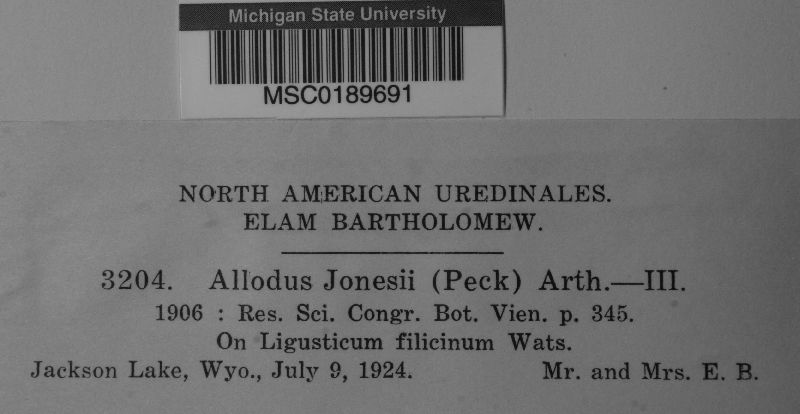 Michigan State University
MSC0189691
NORTH AMERICAN UREDINALES.
ELAM BARTHOLOMEW.
3204. Allodus Jonesii (Peck) Arth.—III.
1906 : Res. Sci. Congr. Bot. Vien. p. 345.
On Ligusticum filicinum Wats.
Jackson Lake, Wyo., July 9, 1924. Mr. and Mrs. E. B.